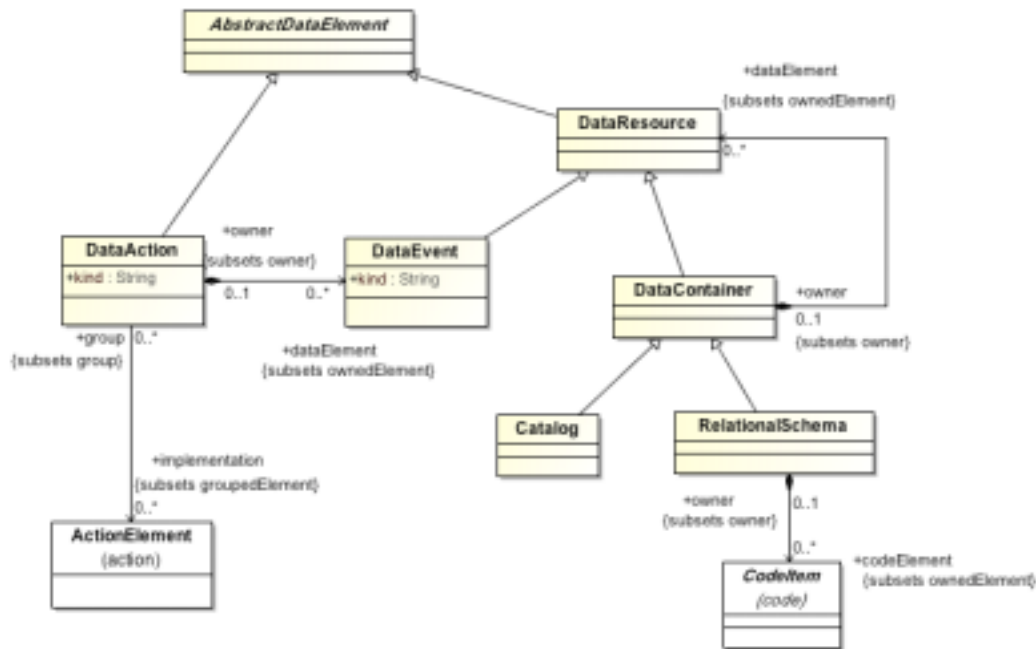 AbstractDataElement
+dataElement
{subsets ownedElement}
DataResource
0..*
DataAction
+kind : String
+owner
{subsets owner}
0..1
0..*
DataEvent
+kind : String
+dataElement
{subsets ownedElement}
DataContainer
+owner
0..1
{subsets owner}
+group
0..*
{subsets group}
Catalog
RelationalSchema
+implementation
{subsets groupedElement}
0..*
ActionElement
(action)
+owner
0..1
{subsets owner}
0..*
+codeElement
{subsets ownedElement}
CodeItem
(code)